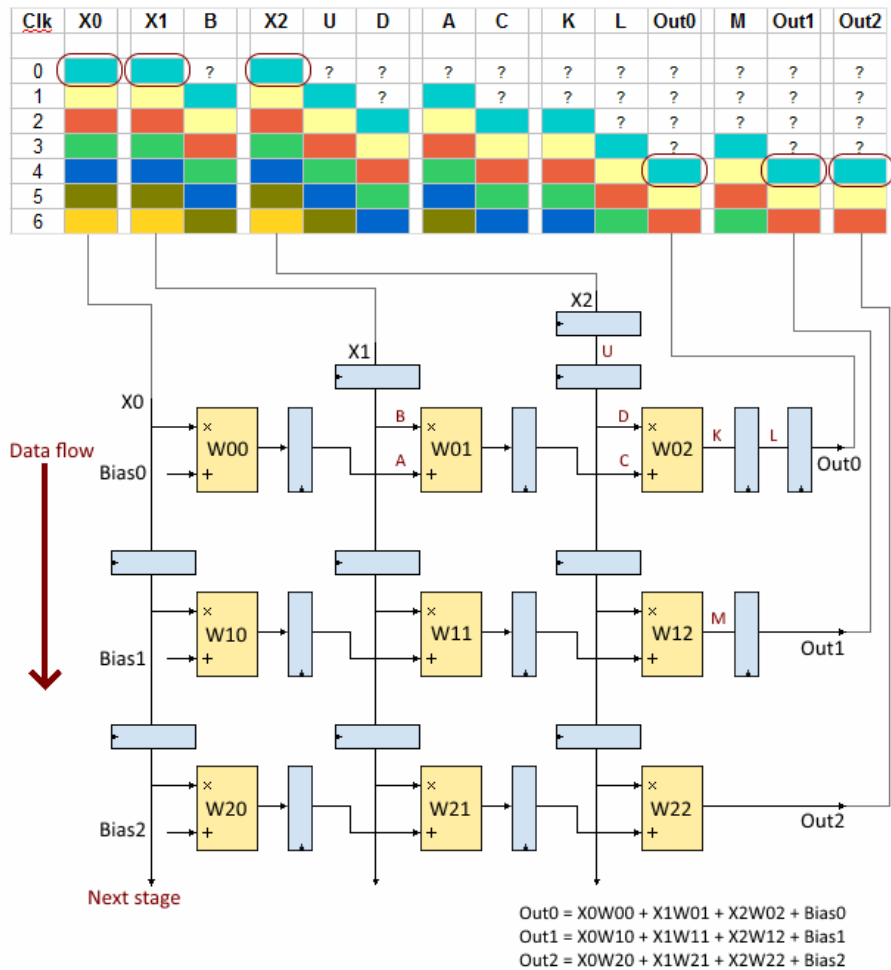 Clk X0 X1 B X2 U D A C K L Out0 M Out1 Out2
0 ? ? ? ? ? ? ? ? ? ? ?
1 ? ? ? ? ? ? ?
2 ? ? ? ? ?
3 ? ? ?
4
5
6
X2
U
X1
X0
B
D
K
L
W00
W01
W02
Data flow
A
C
Out0
Bias0
W10
W11
W12
M
Bias1
Out1
W20
W21
W22
Bias2
Out2
Next stage
Out0 = X0W00 + X1W01 + X2W02 + Bias0
Out1 = X0W10 + X1W11 + X2W12 + Bias1
Out2 = X0W20 + X1W21 + X2W22 + Bias2